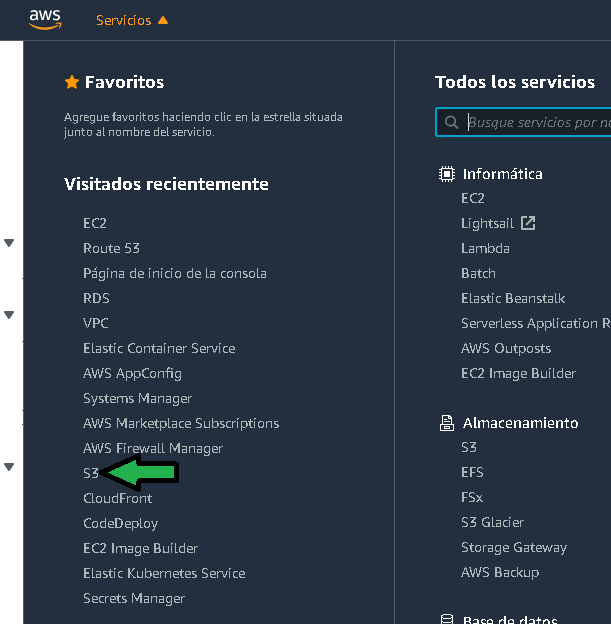 aws
Servicios
Favoritos
Agregue favoritos haciendo clic en la estrella situada
junto al nombre del servicio.
Visitados recientemente
EC2
Route 53
Página de inicio de la consola
RDS
VPC
Elastic Container Service
AWS AppConfig
Systems Manager
AWS Marketplace Subscriptions
AWS Firewall Manager
S3
CloudFront
CodeDeploy
EC2 Image Builder
Elastic Kubernetes Service
Secrets Manager
Todos los servicios
Busque servicios por
Informática
EC2
Lightsail
Lambda
Batch
Elastic Beanstalk
Serverless Application R
AWS Outposts
EC2 Image Builder
Almacenamiento
S3
EFS
FSx
S3 Glacier
Storage Gateway
AWS Backup
Base de datos